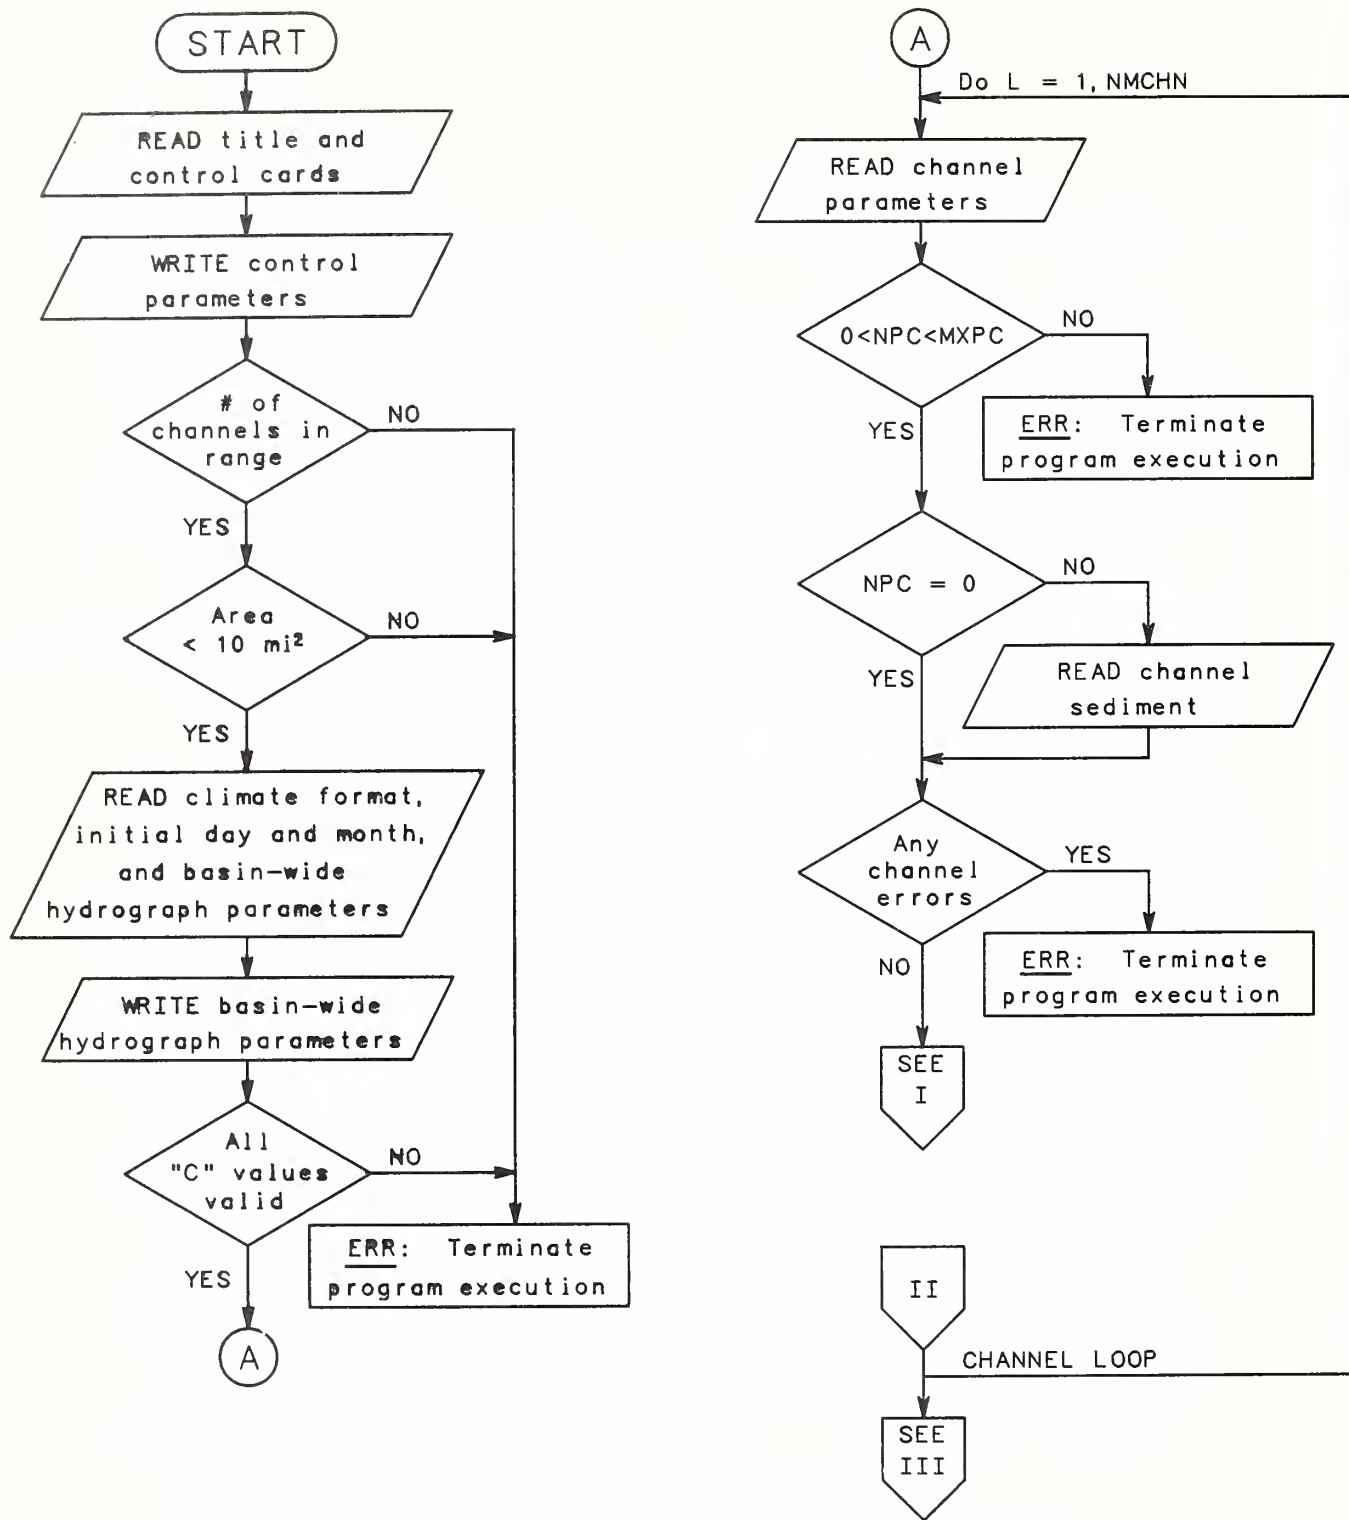 START
READ title and
control cards
WRITE control
parameters
# of
channels in
range
NO
YES
Area
< 10 mi²
NO
YES
READ climate format,
initial day and month,
and basin-wide
hydrograph parameters
WRITE basin-wide
hydrograph parameters
All
"C" values
valid
NO
YES
ERR: Terminate
program execution
A
A
Do L = 1, NMCHN
READ channel
parameters
0<NPC<MXPC
NO
YES
ERR: Terminate
program execution
NPC = 0
NO
YES
READ channel
sediment
Any
channel
errors
YES
NO
ERR: Terminate
program execution
SEE
I
II
CHANNEL LOOP
SEE
III